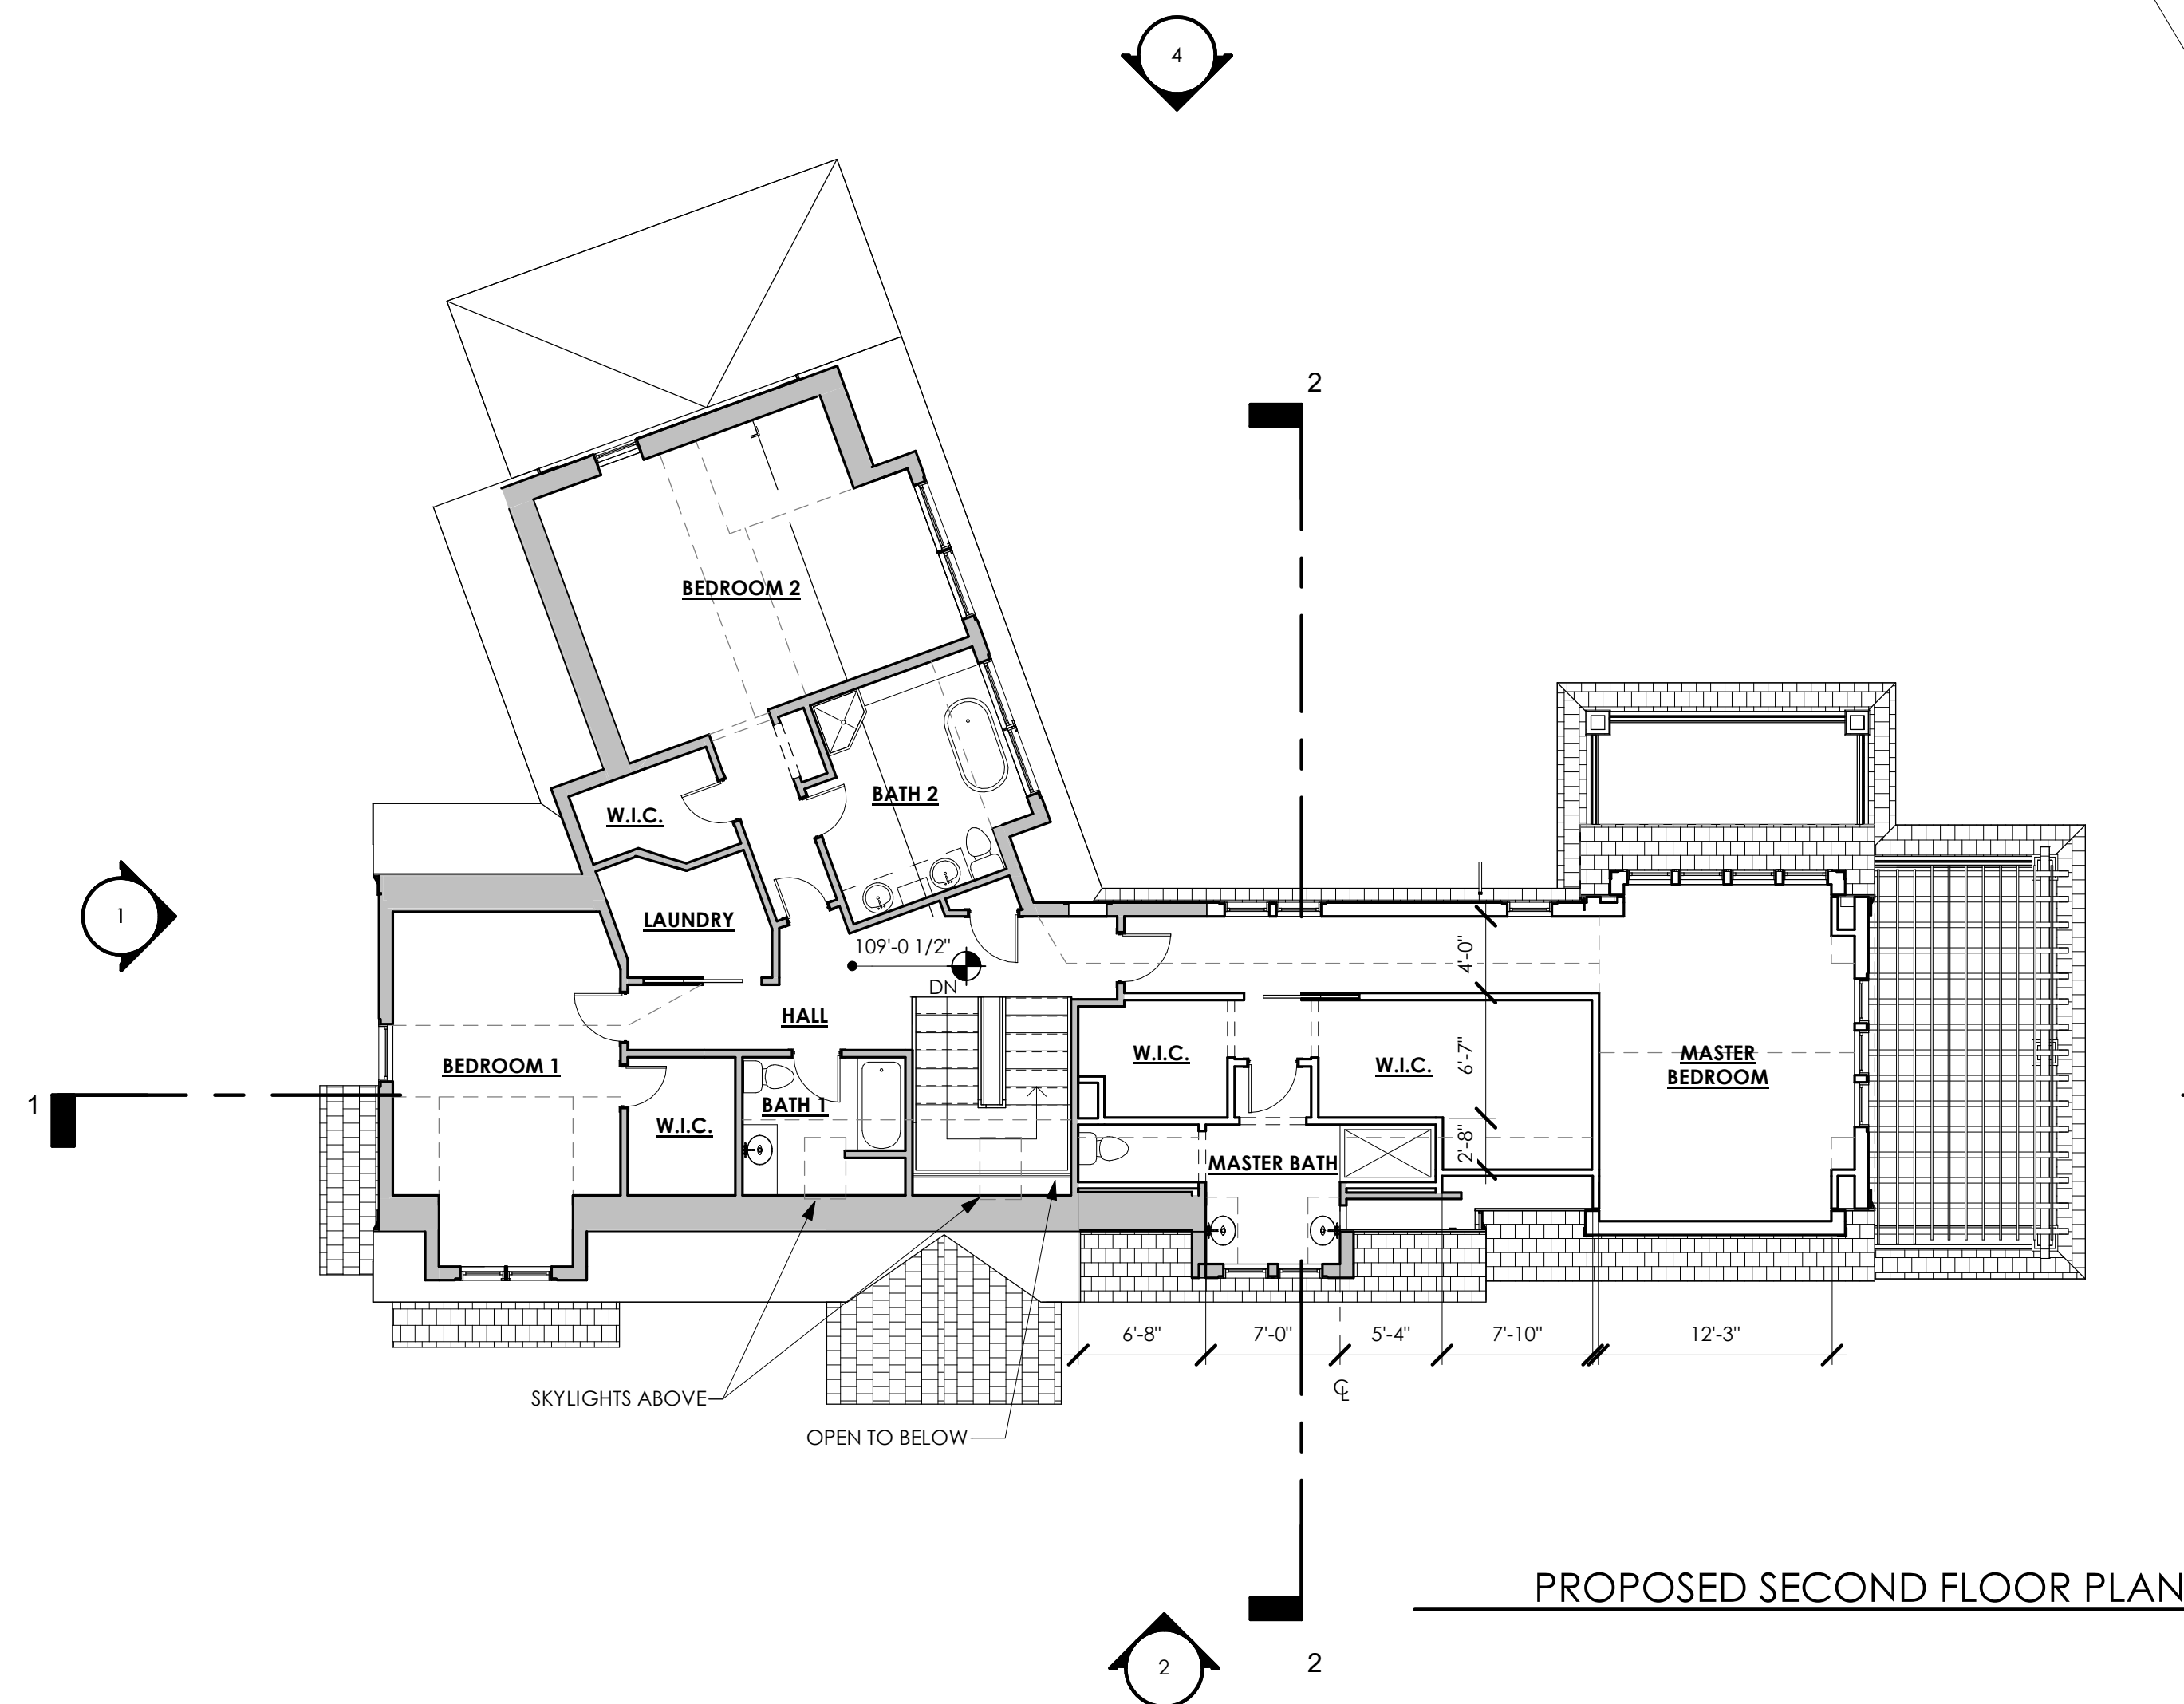 4
2
BEDROOM 2
BATH 2
W.I.C.
LAUNDRY
1
109'-0 1/2"
DN
4'-0"
HALL
BEDROOM 1
W.I.C.
W.I.C.
6'-7"
MASTER
BEDROOM
1
BATH 1
W.I.C.
2'-8"
MASTER BATH
6'-8"
7'-0"
5'-4"
7'-10"
12'-3"
℄
SKYLIGHTS ABOVE
OPEN TO BELOW
PROPOSED SECOND FLOOR PLAN
2
2